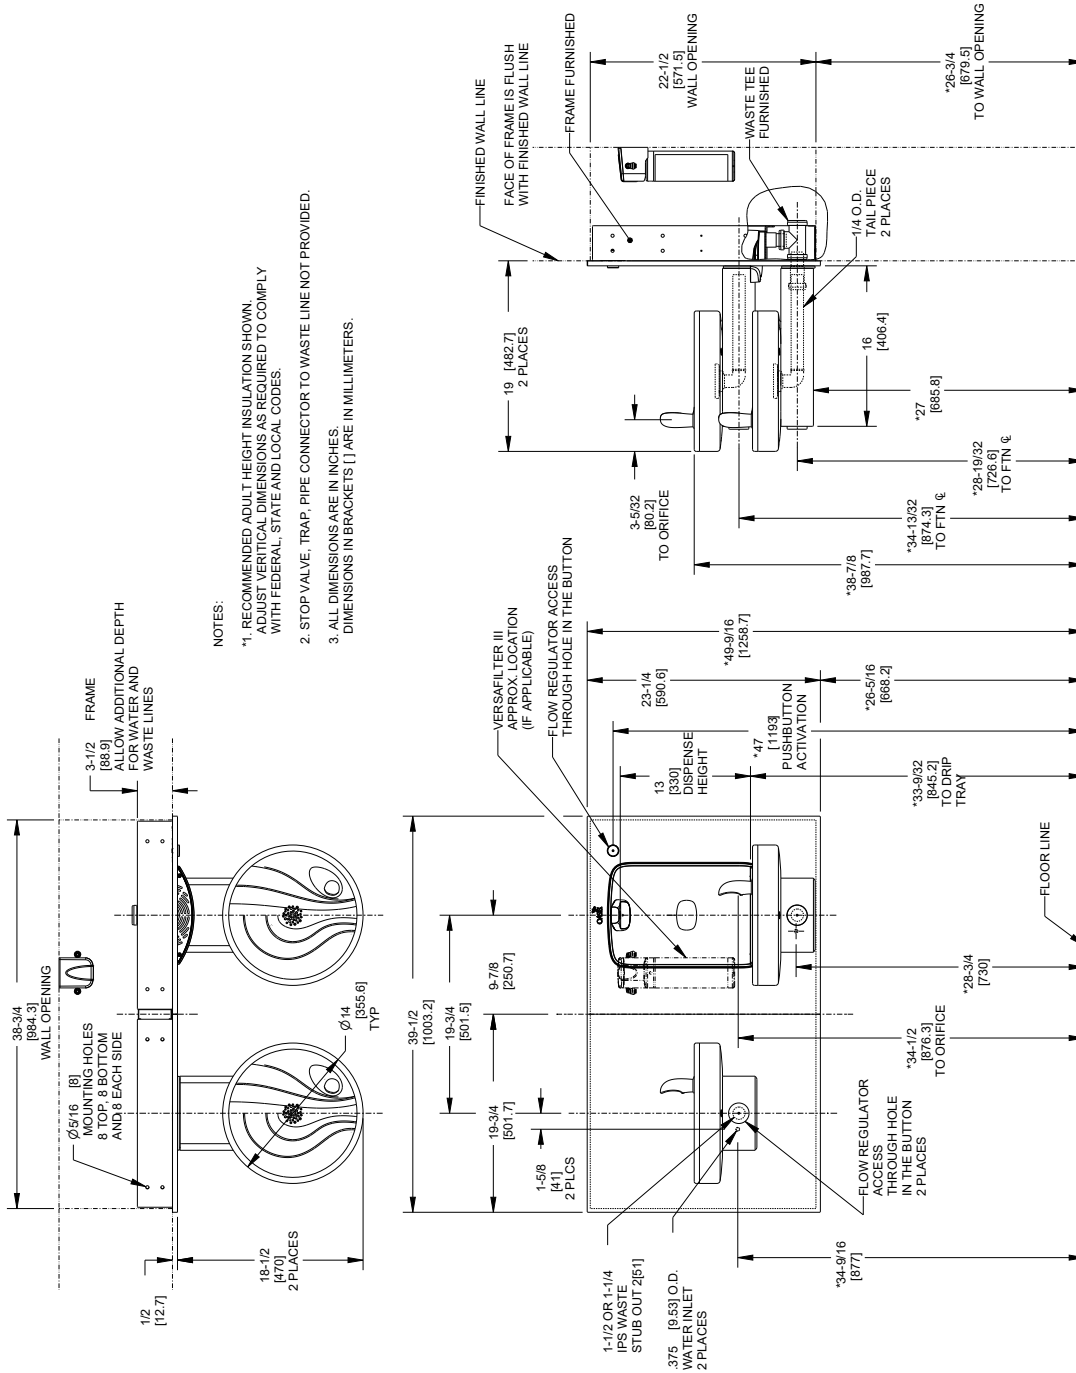 38-3/4
[984.3]
WALL OPENING
Ø5/16 [8]
MOUNTING HOLES
8 TOP, 8 BOTTOM
AND 8 EACH SIDE
3-1/2
[88.9]
FRAME
ALLOW ADDITIONAL DEPTH
FOR WATER AND
WASTE LINES
1/2
[12.7]
18-1/2
[470]
2 PLACES
Ø14
[355.6]
TYP
NOTES:
*1. RECOMMENDED ADULT HEIGHT INSULATION SHOWN.
ADJUST VERITICAL DIMENSIONS AS REQUIRED TO COMPLY
WITH FEDERAL, STATE AND LOCAL CODES.
2. STOP VALVE, TRAP, PIPE CONNECTOR TO WASTE LINE NOT PROVIDED.
3. ALL DIMENSIONS ARE IN INCHES.
DIMENSIONS IN BRACKETS [ ] ARE IN MILLIMETERS.
39-1/2
[1003.2]
19-3/4
[501.5]
9-7/8
[250.7]
19-3/4
[501.7]
1-5/8
[41]
2 PLCS
1-1/2 OR 1-1/4
IPS WASTE
STUB OUT 2[51]
.375 [9.53] O.D.
WATER INLET
2 PLACES
FLOW REGULATOR
ACCESS
THROUGH HOLE
IN THE BUTTON
2 PLACES
*34-9/16
[877]
*34-1/2
[876.3]
TO ORIFICE
*28-3/4
[730]
FLOOR LINE
OASIS
VERSAFILTER III
APPROX. LOCATION
(IF APPLICABLE)
FLOW REGULATOR ACCESS
THROUGH HOLE IN THE BUTTON
13
[330]
DISPENSE
HEIGHT
*47
[1193]
PUSHBUTTON
ACTIVATION
*33-9/32
[845.2]
TO DRIP
TRAY
23-1/4
[590.6]
*26-5/16
[668.2]
*49-9/16
[1258.7]
19 [482.7]
2 PLACES
3-5/32
[80.2]
TO ORIFICE
*38-7/8
[987.7]
*34-13/32
[874.3]
TO FTN ℄
*28-19/32
[726.6]
TO FTN ℄
*27
[685.8]
16
[406.4]
1/4 O.D.
TAIL PIECE
2 PLACES
WASTE TEE
FURNISHED
FINISHED WALL LINE
FACE OF FRAME IS FLUSH
WITH FINISHED WALL LINE
FRAME FURNISHED
22-1/2
[571.5]
WALL OPENING
*26-3/4
[679.5]
TO WALL OPENING